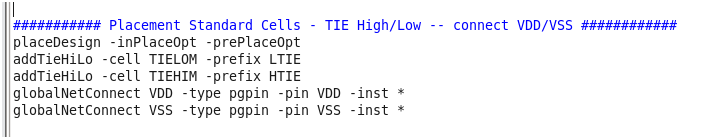 ########### Placement Standard Cells - TIE High/Low -- connect VDD/VSS ############
placeDesign -inPlaceOpt -prePlaceOpt
addTieHiLo -cell TIELOM -prefix LTIE
addTieHiLo -cell TIEHIM -prefix HTIE
globalNetConnect VDD -type pgpin -pin VDD -inst *
globalNetConnect VSS -type pgpin -pin VSS -inst *